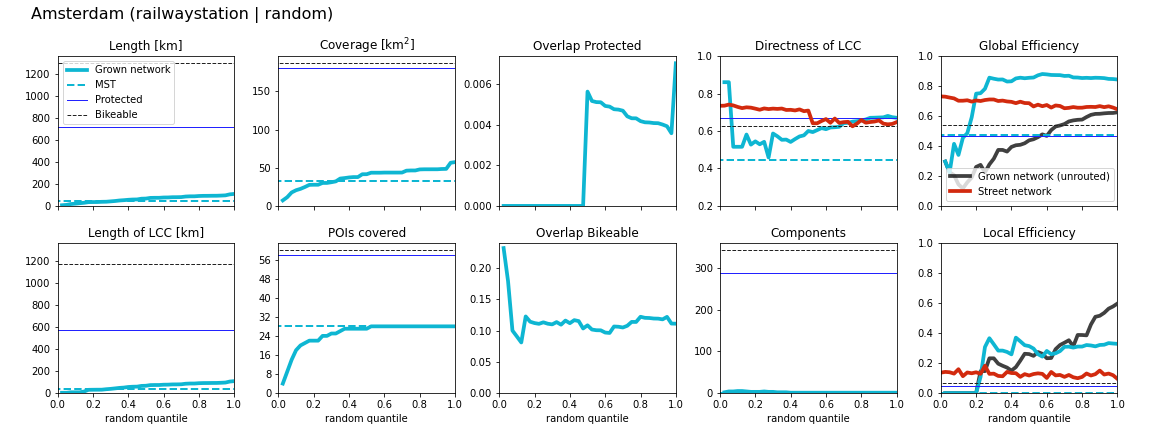 Amsterdam (railwaystation | random)
Length [km]
Coverage [km²]
Overlap Protected
Directness of LCC
Global Efficiency
1200
1000
800
600
400
200
0
Grown network
MST
Protected
Bikeable
150
100
50
0
0.006
0.004
0.002
0.000
1.0
0.8
0.6
0.4
0.2
1.0
0.8
0.6
0.4
0.2
0.0
Grown network (unrouted)
Street network
Length of LCC [km]
POIs covered
Overlap Bikeable
Components
Local Efficiency
1200
1000
800
600
400
200
0
0.0 0.2 0.4 0.6 0.8 1.0
random quantile
56
48
40
32
24
16
8
0.0 0.2 0.4 0.6 0.8 1.0
random quantile
0.20
0.15
0.10
0.05
0.00
0.0 0.2 0.4 0.6 0.8 1.0
random quantile
300
200
100
0
0.0 0.2 0.4 0.6 0.8 1.0
random quantile
1.0
0.8
0.6
0.4
0.2
0.0
0.0 0.2 0.4 0.6 0.8 1.0
random quantile